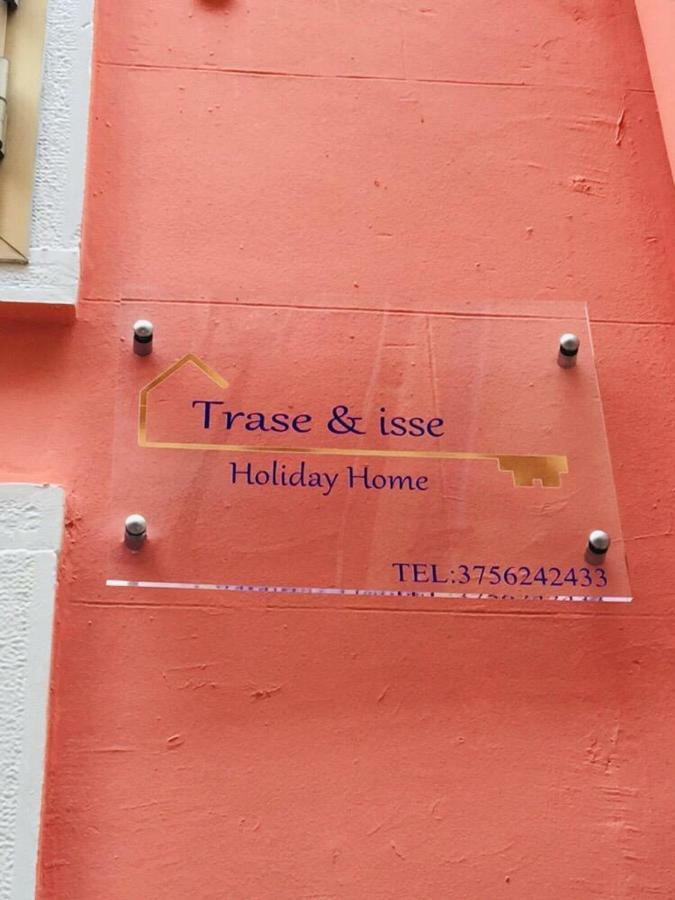 Trase & isse
Holiday Home
TEL:3756242433